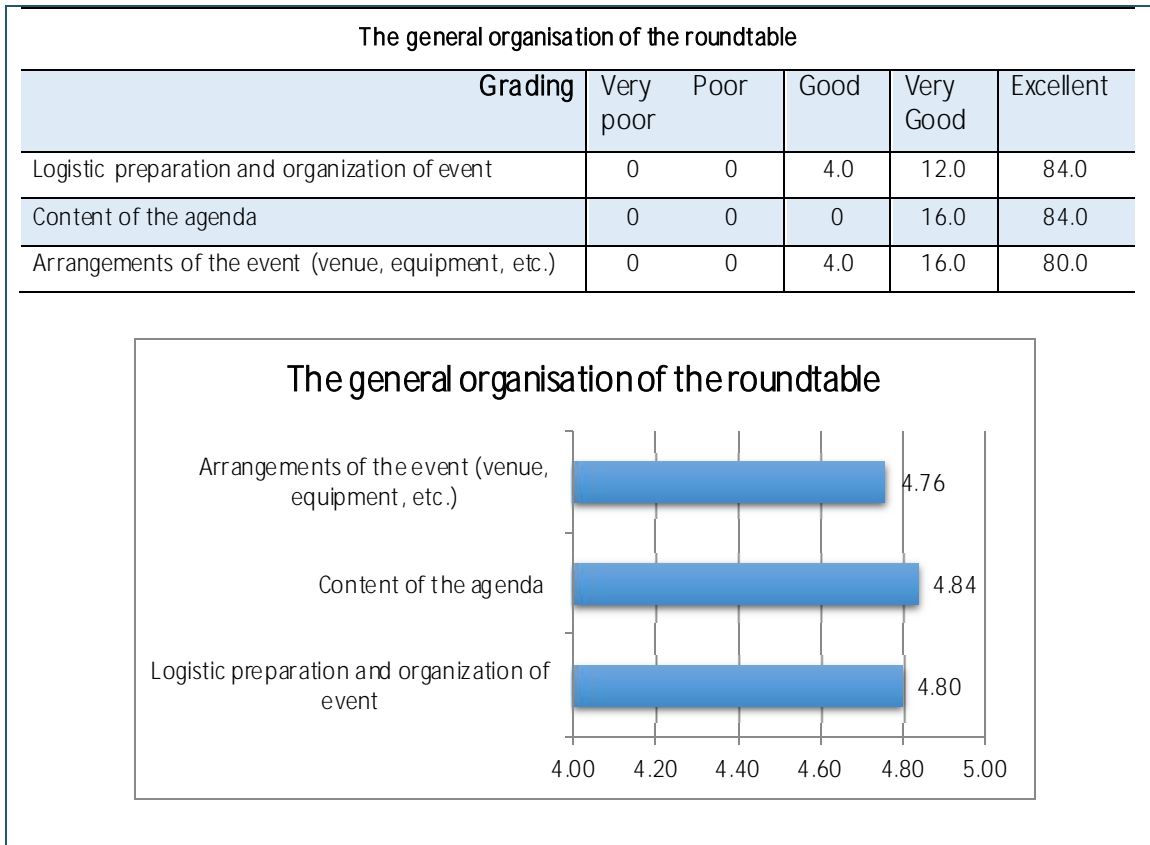 The general organisation of the roundtable
Grading Very poor Poor Good Very Good Excellent
Logistic preparation and organization of event 0 0 4.0 12.0 84.0
Content of the agenda 0 0 0 16.0 84.0
Arrangements of the event (venue, equipment, etc.) 0 0 4.0 16.0 80.0
The general organisation of the roundtable
Arrangements of the event (venue,
equipment, etc.)
4.76
Content of the agenda
4.84
Logistic preparation and organization of
event
4.80
4.00 4.20 4.40 4.60 4.80 5.00